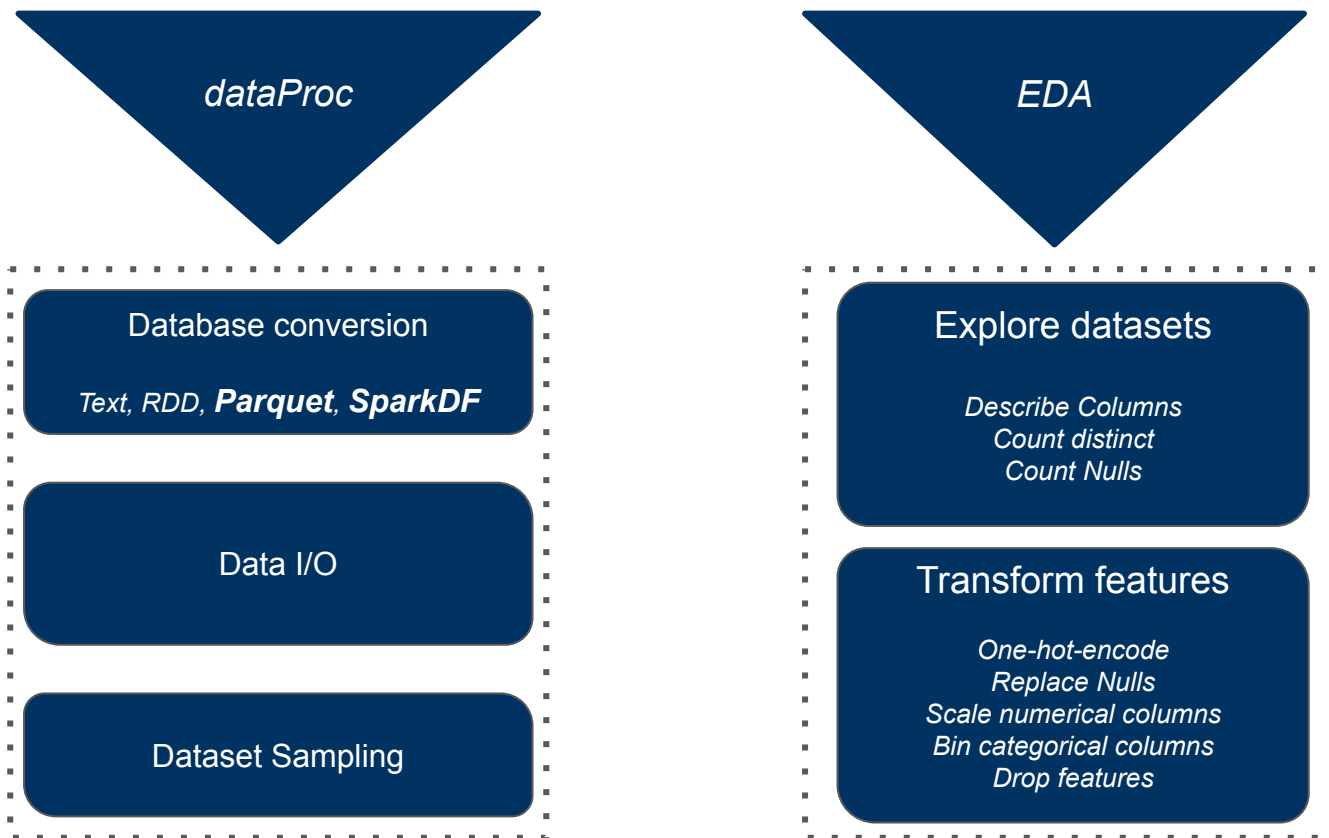 dataProc
Database conversion
Text, RDD, Parquet, SparkDF
Data I/O
Dataset Sampling
EDA
Explore datasets
Describe Columns
Count distinct
Count Nulls
Transform features
One-hot-encode
Replace Nulls
Scale numerical columns
Bin categorical columns
Drop features